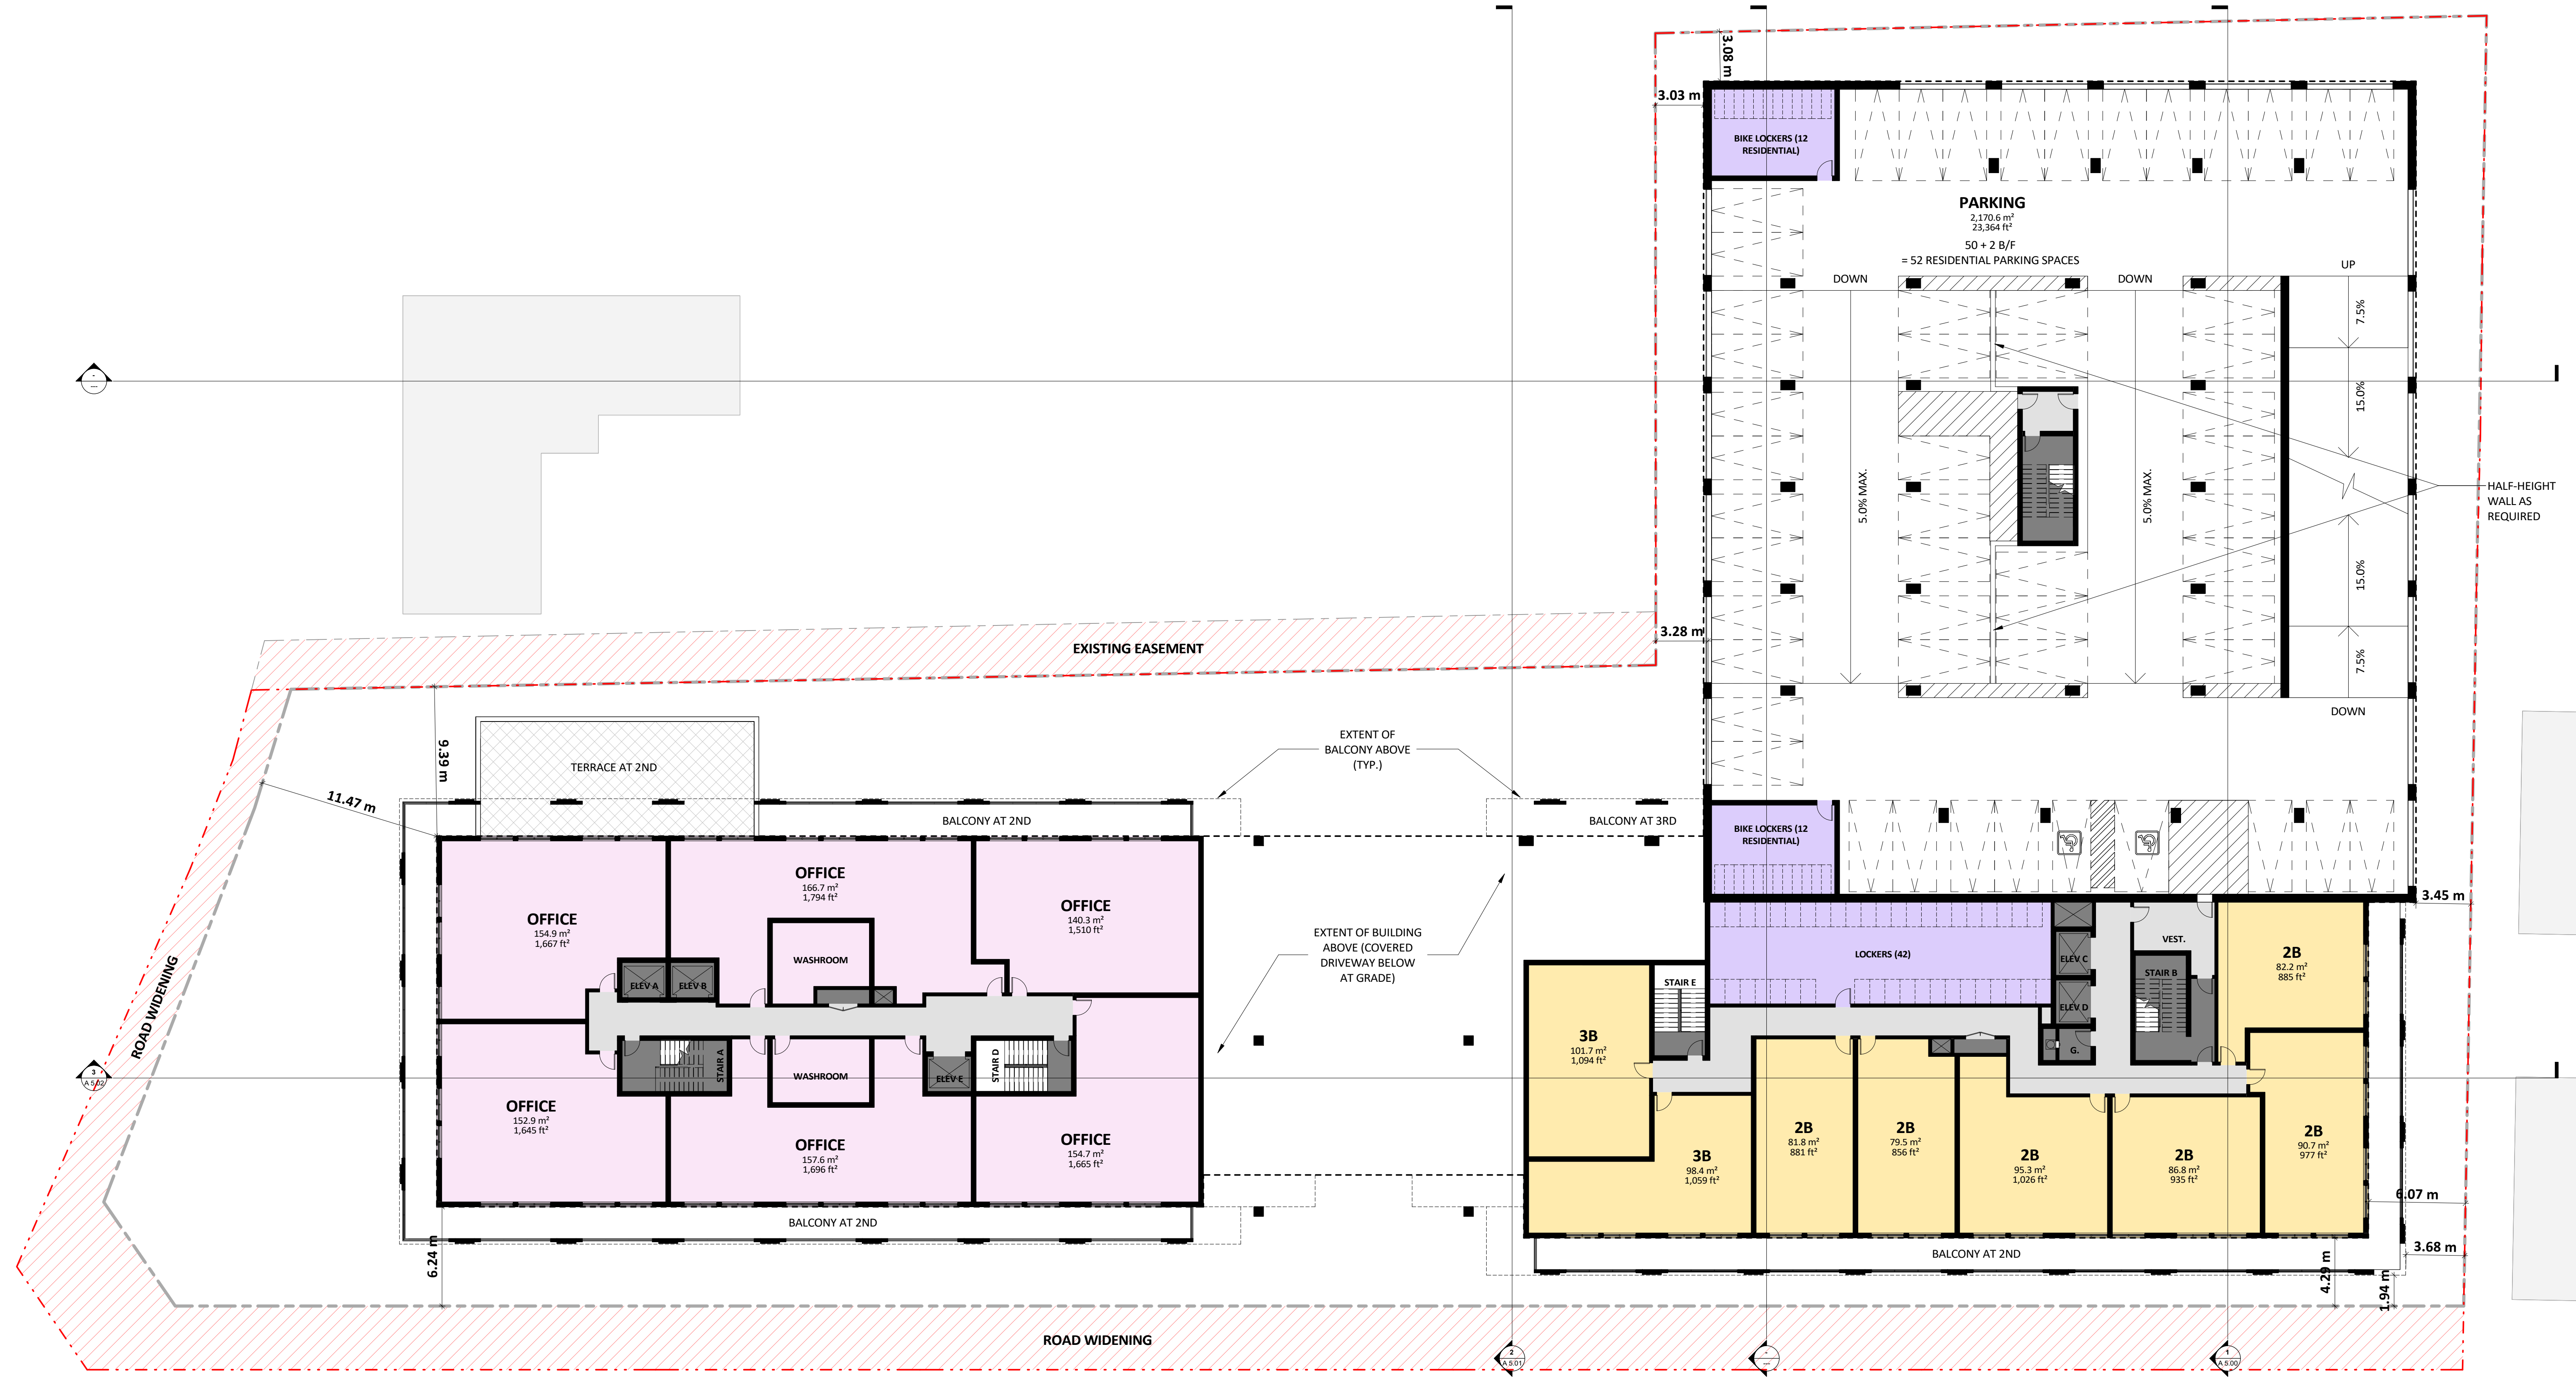 3.08 m
3.03 m
BIKE LOCKERS (12
RESIDENTIAL)
PARKING
2,170.6 m²
23,364 ft²
50 + 2 B/F
= 52 RESIDENTIAL PARKING SPACES
DOWN
DOWN
UP
7.5%
15.0%
5.0% MAX.
5.0% MAX.
HALF-HEIGHT
WALL AS
REQUIRED
15.0%
7.5%
DOWN
-
---
3.28 m
EXISTING EASEMENT
9.39 m
11.47 m
TERRACE AT 2ND
EXTENT OF
BALCONY ABOVE
(TYP.)
BALCONY AT 2ND
BALCONY AT 3RD
BIKE LOCKERS (12
RESIDENTIAL)
3.45 m
OFFICE
154.9 m²
1,667 ft²
OFFICE
166.7 m²
1,794 ft²
OFFICE
140.3 m²
1,510 ft²
WASHROOM
ELEV A
ELEV B
EXTENT OF BUILDING
ABOVE (COVERED
DRIVEWAY BELOW
AT GRADE)
LOCKERS (42)
STAIR E
ELEV C
ELEV D
VEST.
STAIR B
G.
2B
82.2 m²
885 ft²
ROAD WIDENING
3
A 5.02
STAIR A
WASHROOM
ELEV E
STAIR D
OFFICE
152.9 m²
1,645 ft²
OFFICE
157.6 m²
1,696 ft²
OFFICE
154.7 m²
1,665 ft²
3B
101.7 m²
1,094 ft²
3B
98.4 m²
1,059 ft²
2B
81.8 m²
881 ft²
2B
79.5 m²
856 ft²
2B
95.3 m²
1,026 ft²
2B
86.8 m²
935 ft²
2B
90.7 m²
977 ft²
6.07 m
BALCONY AT 2ND
6.24 m
BALCONY AT 2ND
3.68 m
4.29 m
1.94 m
ROAD WIDENING
2
A 5.01
-
---
1
A 5.00